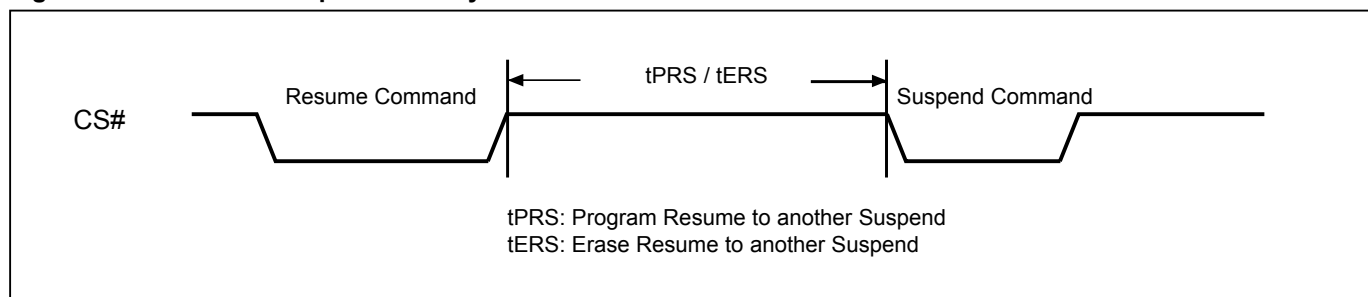 tPRS / tERS
Resume Command
Suspend Command
CS#
tPRS: Program Resume to another Suspend
tERS: Erase Resume to another Suspend